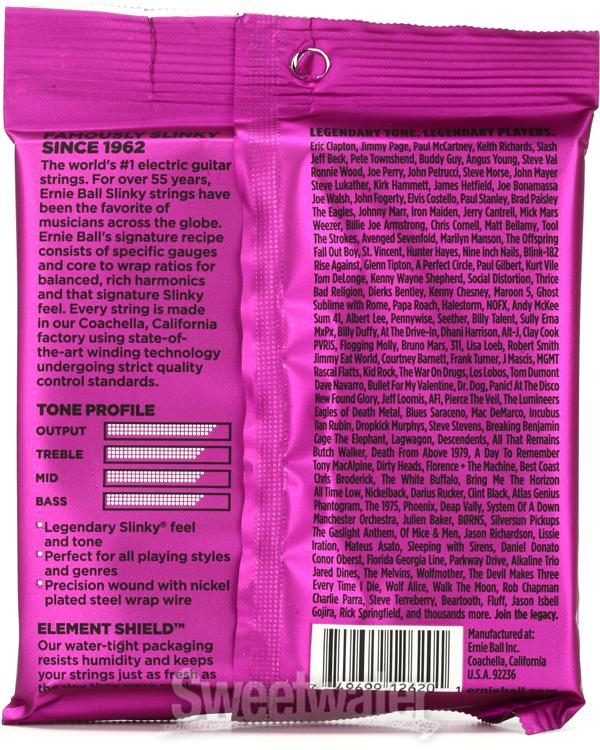 FAMOUSLY SLINKY
SINCE 1962
The world's #1 electric guitar
strings. For over 55 years,
Ernie Ball Slinky strings have
been the favorite of
musicians across the globe.
Ernie Ball's signature recipe
consists of specific gauges
and core to wrap ratios for
balanced, rich harmonics
and that signature Slinky
feel. Every string is made
in our Coachella, California
factory using state-of-
the-art winding technology
undergoing strict quality
control standards.
TONE PROFILE
OUTPUT
TREBLE
MID
BASS
Legendary Slinky® feel
and tone
Perfect for all playing styles
and genres
Precision wound with nickel
plated steel wrap wire
ELEMENT SHIELD™
Our water-tight packaging
resists humidity and keeps
your strings just as fresh as
the day they were
LEGENDARY TONE. LEGENDARY PLAYERS.
Eric Clapton, Jimmy Page, Paul McCartney, Keith Richards, Slash
Jeff Beck, Pete Townshend, Buddy Guy, Angus Young, Steve Vai
Ronnie Wood, Joe Perry, John Petrucci, Steve Morse, John Mayer
Steve Lukather, Kirk Hammett, James Hetfield, Joe Bonamassa
Joe Walsh, John Fogerty, Elvis Costello, Paul Stanley, Brad Paisley
The Eagles, Johnny Marr, Iron Maiden, Jerry Cantrell, Mick Mars
Weezer, Billie Joe Armstrong, Chris Cornell, Matt Bellamy, Tool
The Strokes, Avenged Sevenfold, Marilyn Manson, The Offspring
Fall Out Boy, St. Vincent, Hunter Hayes, Nine Inch Nails, Blink-182
Rise Against, Glenn Tipton, A Perfect Circle, Paul Gilbert, Kurt Vile
Tom DeLonge, Kenny Wayne Shepherd, Social Distortion, Thrice
Bad Religion, Dierks Bentley, Kenny Chesney, Maroon 5, Ghost
Sublime with Rome, Papa Roach, Halestorm, NOFX, Andy McKee
Sum 41, Albert Lee, Pennywise, Seether, Billy Talent, Sully Erna
MxPx, Billy Duffy, At The Drive-In, Dhani Harrison, Alt-J, Clay Cook
PVRIS, Flogging Molly, Bruno Mars, 311, Lisa Loeb, Robert Smith
Jimmy Eat World, Courtney Barnett, Frank Turner, J Mascis, MGMT
Rascal Flatts, Kid Rock, The War On Drugs, Los Lobos, Tom Dumont
Dave Navarro, Bullet For My Valentine, Dr. Dog, Panic! At The Disco
New Found Glory, Jeff Loomis, AFI, Pierce The Veil, The Lumineers
Eagles of Death Metal, Blues Saraceno, Mac DeMarco, Incubus
Ilan Rubin, Dropkick Murphys, Steve Stevens, Breaking Benjamin
Cage The Elephant, Lagwagon, Descendents, All That Remains
Butch Walker, Death From Above 1979, A Day To Remember
Tony MacAlpine, Dirty Heads, Florence + The Machine, Best Coast
Chris Broderick, The White Buffalo, Bring Me The Horizon
All Time Low, Nickelback, Darius Rucker, Clint Black, Atlas Genius
Phantogram, The 1975, Phoenix, Deap Vally, System Of A Down
Manchester Orchestra, Julien Baker, BØRNS, Silversun Pickups
The Gaslight Anthem, Of Mice & Men, Jason Richardson, Lissie
Iration, Mateus Asato, Sleeping with Sirens, Daniel Donato
Conor Oberst, Florida Georgia Line, Parkway Drive, Alkaline Trio
Jared Dines, The Melvins, Wolfmother, The Devil Makes Three
Every Time I Die, Wolf Alice, Walk The Moon, Rob Chapman
Charlie Parra, Steve Terreberry, Beartooth, Fluff, Jason Isbell
Gojira, Rick Springfield, and thousands more. Join the legacy.
Manufactured at:
Ernie Ball Inc.
Coachella, California
U.S.A. 92236
7 49699 12620 1
ernieball.com
Sweetwater